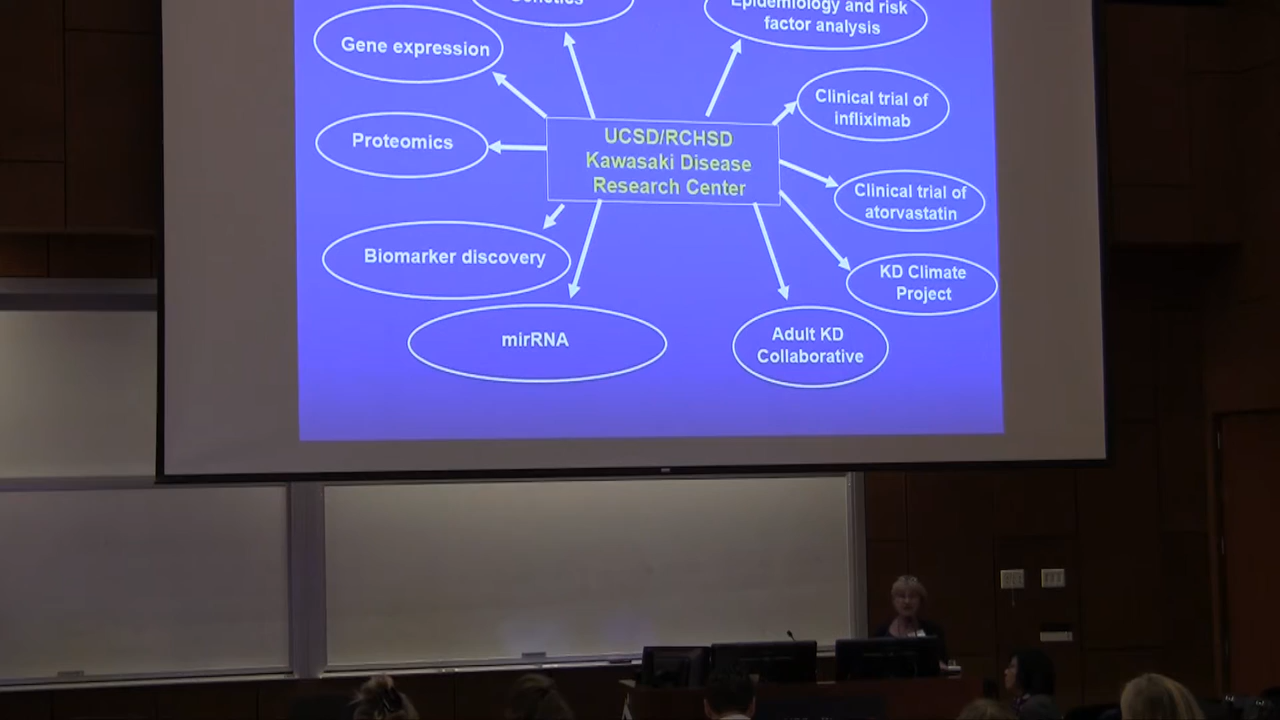 Genetics
Epidemiology and risk
factor analysis
Gene expression
Clinical trial of
infliximab
Proteomics
UCSD/RCHSD
Kawasaki Disease
Research Center
Clinical trial of
atorvastatin
Biomarker discovery
KD Climate
Project
mirRNA
Adult KD
Collaborative